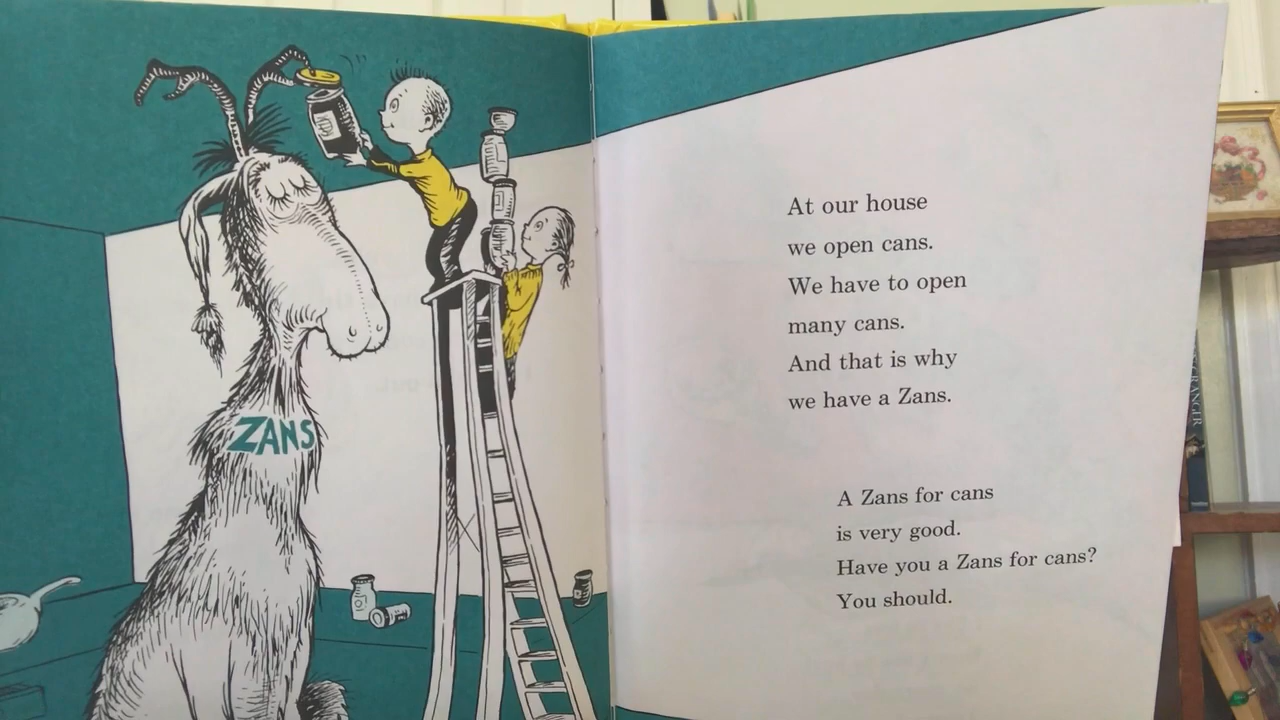 ZANS
At our house
we open cans.
We have to open
many cans.
And that is why
we have a Zans.
A Zans for cans
is very good.
Have you a Zans for cans?
You should.